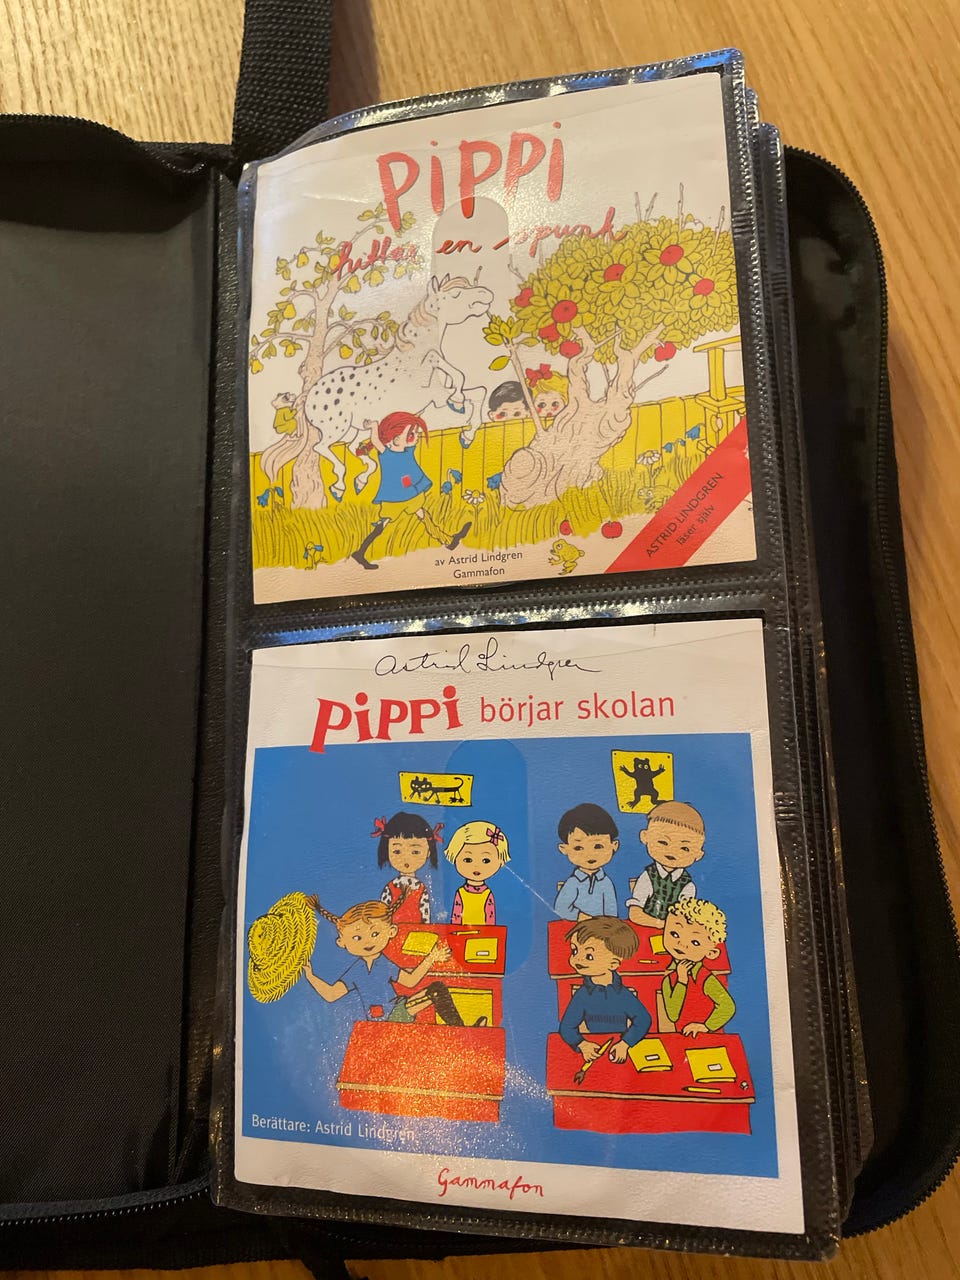 PiPPi
hittar en spunk
ASTRID LINDGREN
läser själv
av Astrid Lindgren
Gammafon
Astrid Lindgren
PiPPi börjar skolan
Berättare: Astrid Lindgren
Gammafon